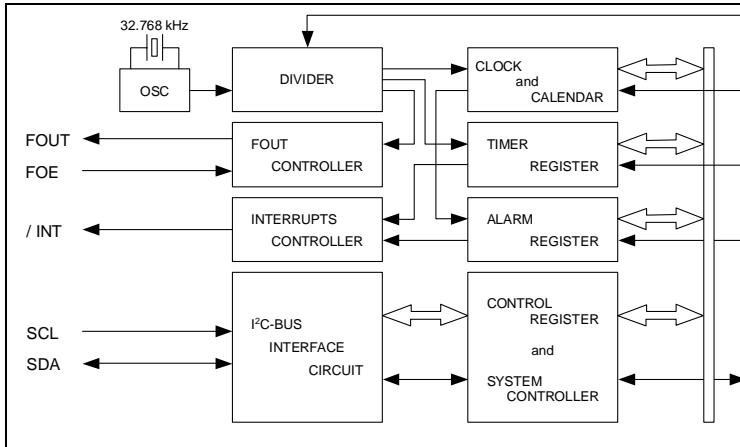 32.768 kHz
OSC
DIVIDER
CLOCK
and
CALENDAR
FOUT
FOE
FOUT
CONTROLLER
TIMER
REGISTER
/ INT
INTERRUPTS
CONTROLLER
ALARM
REGISTER
SCL
SDA
I²C-BUS
INTERFACE
CIRCUIT
CONTROL
REGISTER
and
SYSTEM
CONTROLLER